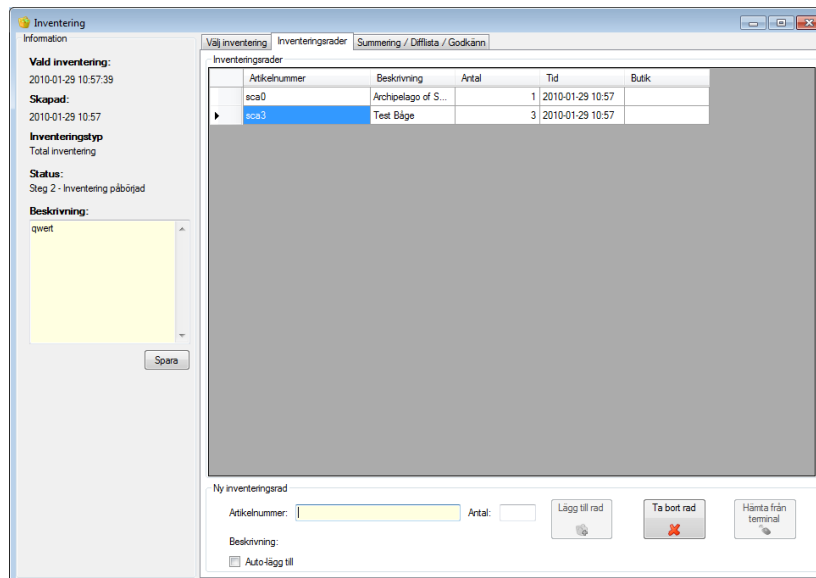 Inventering
Information
Vald inventering:
2010-01-29 10:57:39
Skapad:
2010-01-29 10:57
Inventeringstyp
Total inventering
Status:
Steg 2 - Inventering påbörjad
Beskrivning:
qwert
Spara
Välj inventering Inventeringsrader Summering / Difflista / Godkänn
Inventeringsrader
Artikelnummer Beskrivning Antal Tid Butik
sca0 Archipelago of S... 1 2010-01-29 10:57
sca3 Test Båge 3 2010-01-29 10:57
Ny inventeringsrad
Artikelnummer: Antal:
Lägg till rad
Ta bort rad
Hämta från
terminal
Beskrivning:
Auto-lägg till